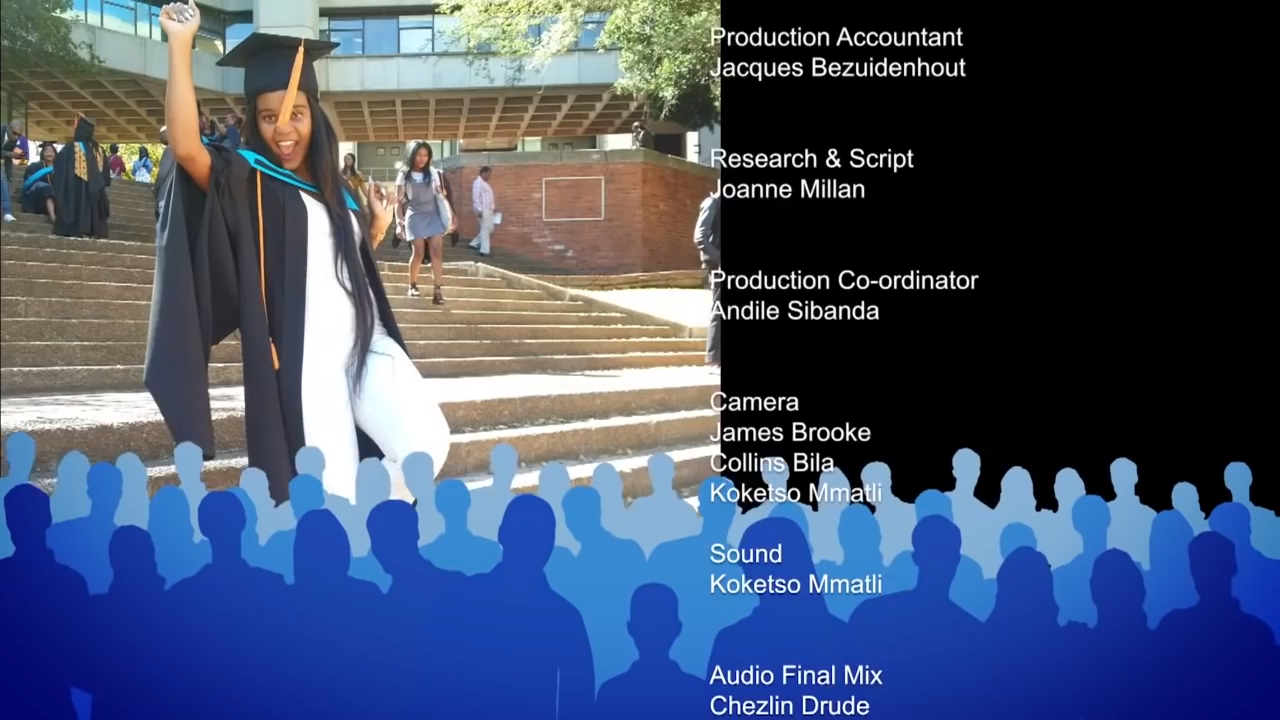 Production Accountant
Jacques Bezuidenhout
Research & Script
Joanne Millan
Production Co-ordinator
Andile Sibanda
Camera
James Brooke
Collins Bila
Koketso Mmatli
Sound
Koketso Mmatli
Audio Final Mix
Chezlin Drude